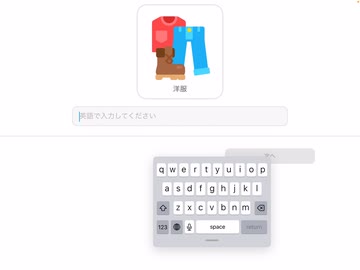 洋服
英語で入力してください
q w e r t y u i o p
a s d f g h j k l
z x c v b n m
123 space return